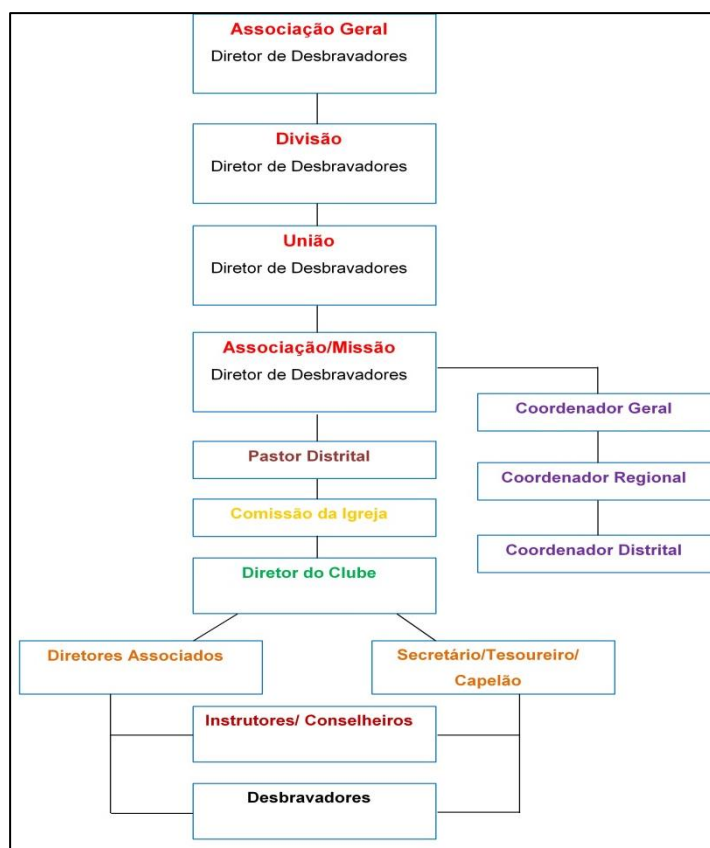 Associação Geral
Diretor de Desbravadores
Divisão
Diretor de Desbravadores
União
Diretor de Desbravadores
Associação/Missão
Diretor de Desbravadores
Coordenador Geral
Pastor Distrital
Coordenador Regional
Comissão da Igreja
Coordenador Distrital
Diretor do Clube
Diretores Associados
Secretário/Tesoureiro/
Capelão
Instrutores/ Conselheiros
Desbravadores